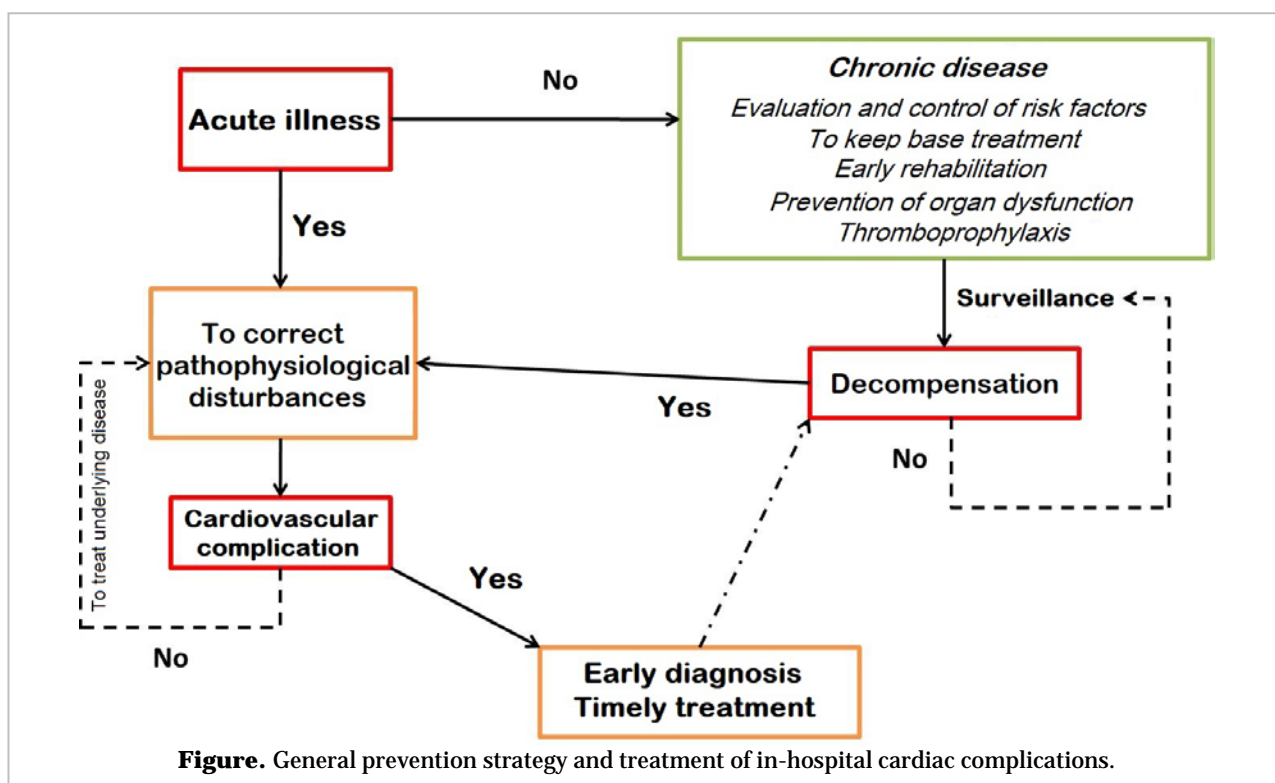 Acute illness
No
Chronic disease
Evaluation and control of risk factors
To keep base treatment
Early rehabilitation
Prevention of organ dysfunction
Thromboprophylaxis
Yes
Surveillance
To correct
pathophysiological
disturbances
Decompensation
Yes
No
To treat underlying disease
Cardiovascular
complication
Yes
No
Early diagnosis
Timely treatment
Figure. General prevention strategy and treatment of in-hospital cardiac complications.